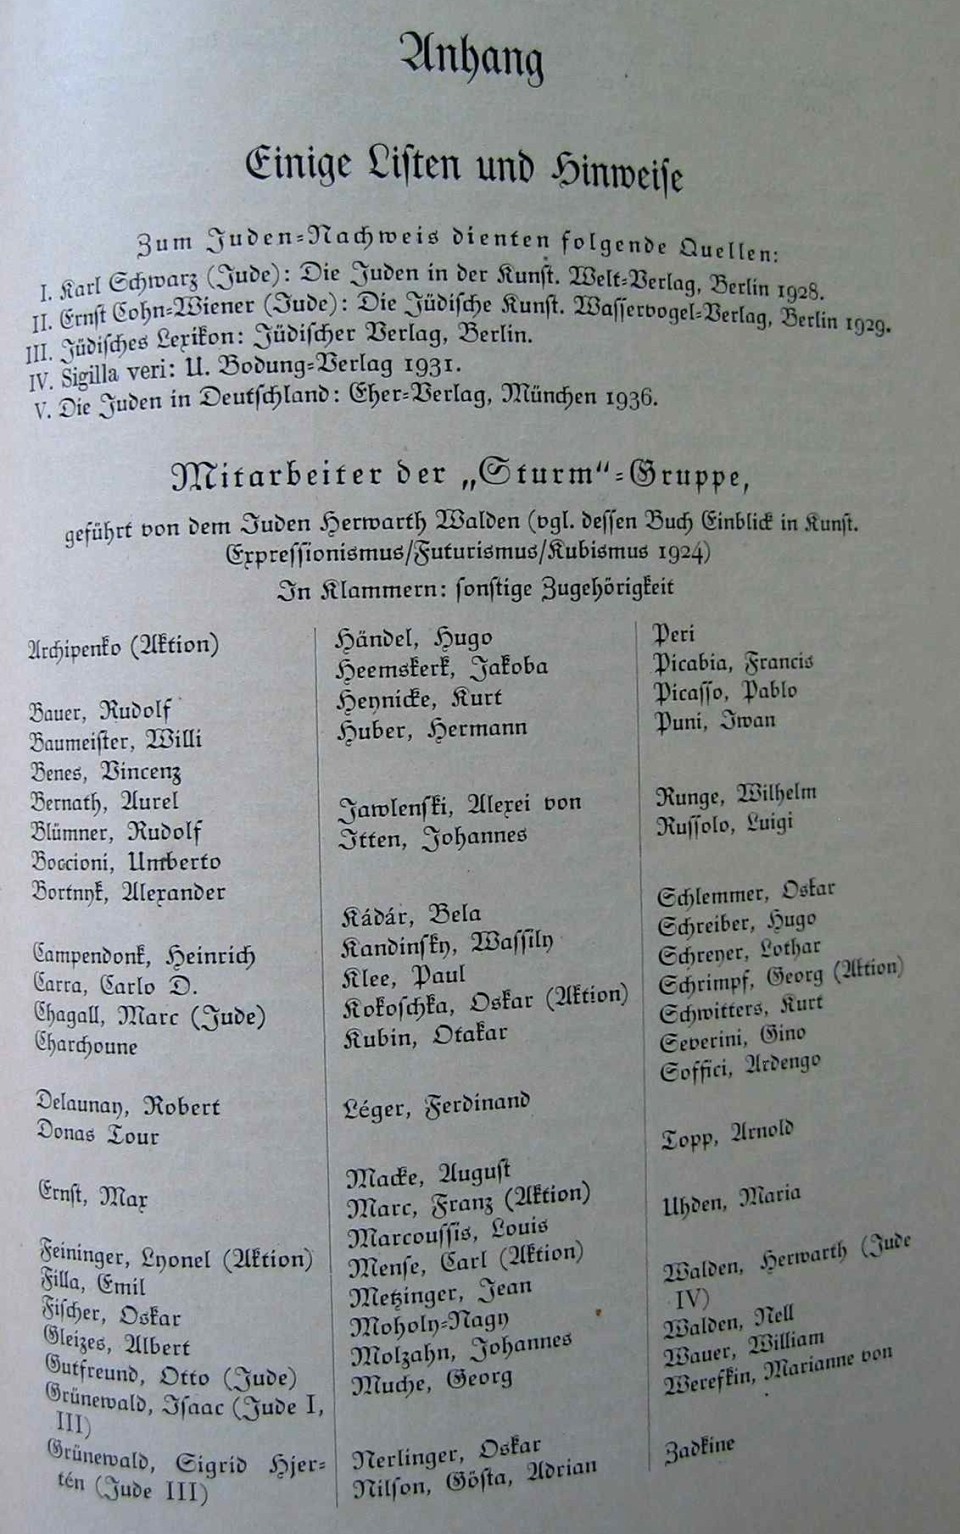 Anhang
Einige Listen und Hinweise
Zum Juden-Nachweis dienten folgende Quellen:
I. Karl Schwarz (Jude): Die Juden in der Kunst. Welt-Verlag, Berlin 1928.
II. Ernst Cohn-Wiener (Jude): Die Jüdische Kunst. Wasservogel-Verlag, Berlin 1929.
III. Jüdisches Lexikon: Jüdischer Verlag, Berlin.
IV. Sigilla veri: U. Bodung-Verlag 1931.
V. Die Juden in Deutschland: Eher-Verlag, München 1936.
Mitarbeiter der „Sturm“-Gruppe,
geführt von dem Juden Herwarth Walden (vgl. dessen Buch Einblick in Kunst.
Expressionismus/Futurismus/Kubismus 1924)
In Klammern: sonstige Zugehörigkeit
Archipenko (Aktion)
Bauer, Rudolf
Baumeister, Willi
Benes, Vincenz
Bernath, Aurel
Blümner, Rudolf
Boccioni, Umberto
Bortnyk, Alexander
Campendonk, Heinrich
Carra, Carlo D.
Chagall, Marc (Jude)
Charchoune
Delaunay, Robert
Donas Tour
Ernst, Max
Feininger, Lyonel (Aktion)
Filla, Emil
Fischer, Oskar
Gleizes, Albert
Gutfreund, Otto (Jude)
Grünewald, Isaac (Jude I,
III)
Grünewald, Sigrid Hjer-
tén (Jude III)
Händel, Hugo
Heemskerk, Jakoba
Heynicke, Kurt
Huber, Hermann
Jawlenski, Alexei von
Itten, Johannes
Kádár, Bela
Kandinsky, Wassily
Klee, Paul
Kokoschka, Oskar (Aktion)
Kubin, Otakar
Léger, Ferdinand
Macke, August
Marc, Franz (Aktion)
Marcoussis, Louis
Mense, Carl (Aktion)
Metzinger, Jean
Moholy-Nagy
Molzahn, Johannes
Muche, Georg
Nerlinger, Oskar
Nilson, Gösta, Adrian
Peri
Picabia, Francis
Picasso, Pablo
Puni, Iwan
Runge, Wilhelm
Russolo, Luigi
Schlemmer, Oskar
Schreiber, Hugo
Schreyer, Lothar
Schrimpf, Georg (Aktion)
Schwitters, Kurt
Severini, Gino
Soffici, Ardengo
Topp, Arnold
Uhden, Maria
Walden, Herwarth (Jude
IV)
Walden, Nell
Wauer, William
Werefkin, Marianne von
Zadkine